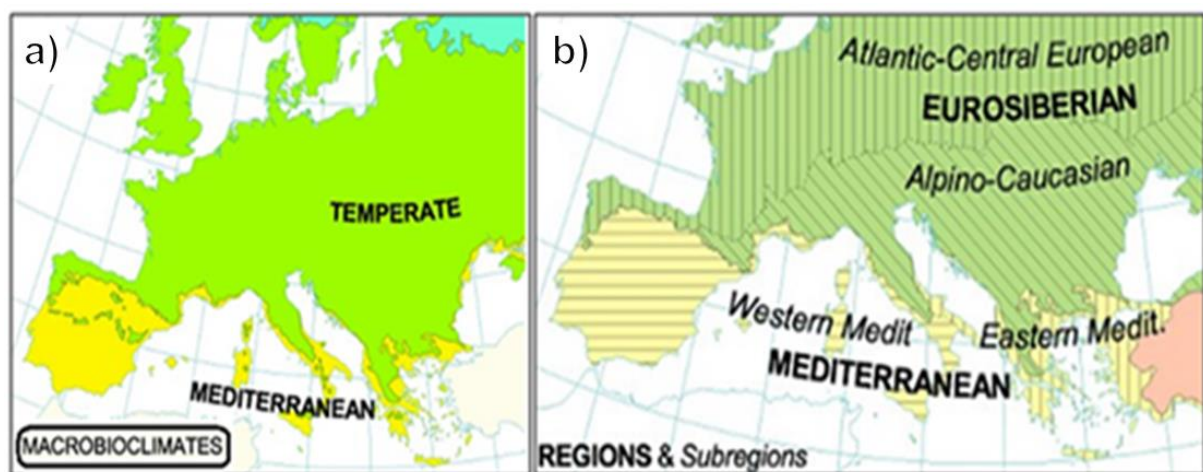 a)
TEMPERATE
MEDITERRANEAN
MACROBIOCLIMATES
b)
Atlantic-Central European
EUROSIBERIAN
Alpino-Caucasian
Western Medit
Eastern Medit.
MEDITERRANEAN
REGIONS & Subregions